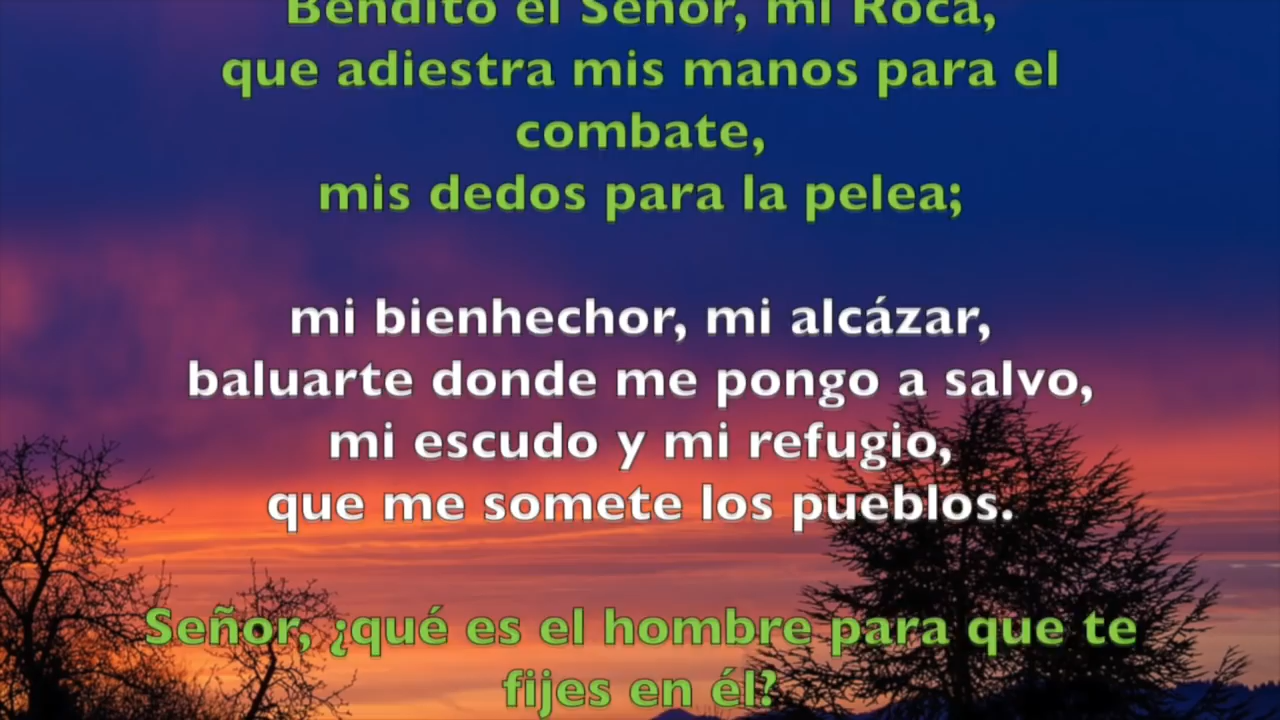 Bendito el Señor, mi Roca,
que adiestra mis manos para el
combate,
mis dedos para la pelea;
mi bienhechor, mi alcázar,
baluarte donde me pongo a salvo,
mi escudo y mi refugio,
que me somete los pueblos.
Señor, ¿qué es el hombre para que te
fijes en él?